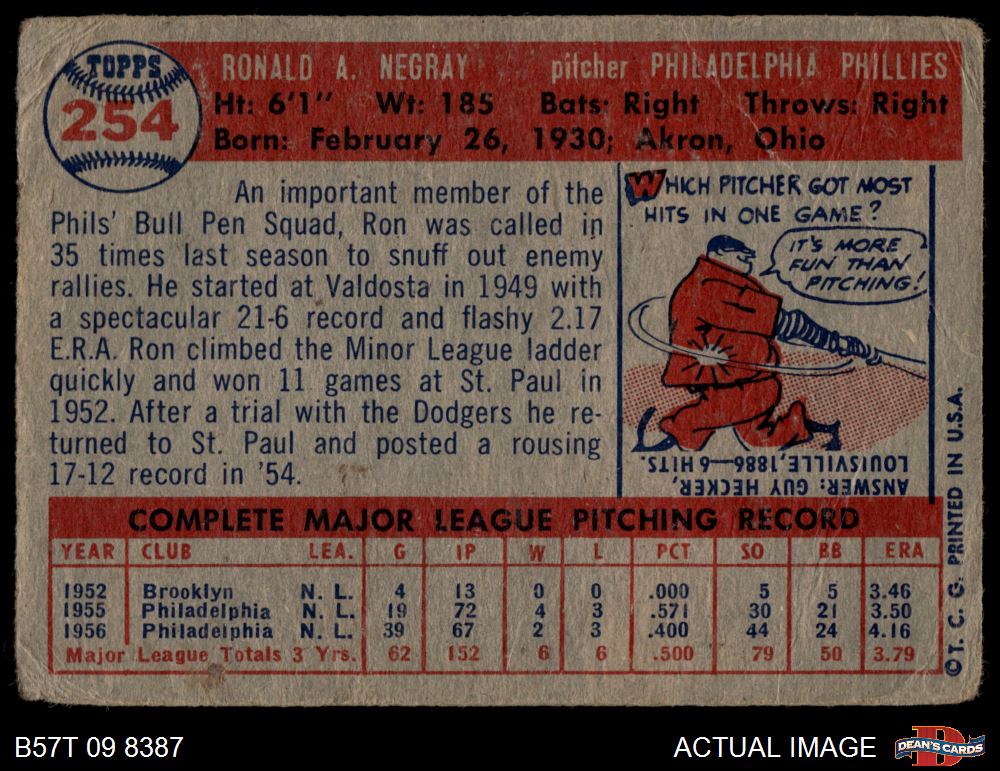 TOPPS
254
RONALD A. NEGRAY pitcher PHILADELPHIA PHILLIES
Ht: 6'1" Wt: 185 Bats: Right Throws: Right
Born: February 26, 1930; Akron, Ohio
An important member of the
Phils' Bull Pen Squad, Ron was called in
35 times last season to snuff out enemy
rallies. He started at Valdosta in 1949 with
a spectacular 21-6 record and flashy 2.17
E.R.A. Ron climbed the Minor League ladder
quickly and won 11 games at St. Paul in
1952. After a trial with the Dodgers he re-
turned to St. Paul and posted a rousing
17-12 record in '54.
WHICH PITCHER GOT MOST
HITS IN ONE GAME?
IT'S MORE
FUN THAN
PITCHING!
ANSWER: GUY HECKER,
LOUISVILLE, 1886—6 HITS.
COMPLETE MAJOR LEAGUE PITCHING RECORD
YEAR CLUB LEA. G IP W L PCT SO BB ERA
1952 Brooklyn N. L. 4 13 0 0 .000 5 5 3.46
1955 Philadelphia N. L. 19 72 4 3 .571 30 21 3.50
1956 Philadelphia N. L. 39 67 2 3 .400 44 24 4.16
Major League Totals 3 Yrs. 62 152 6 6 .500 79 50 3.79
© T. C. G. PRINTED IN U.S.A.
B57T 09 8387
ACTUAL IMAGE
D
DEAN'S CARDS